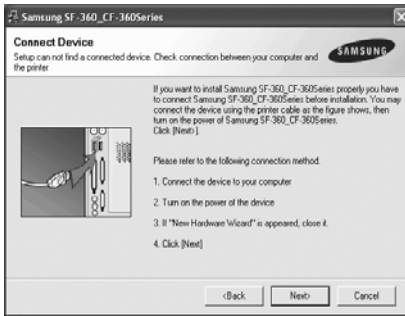 Samsung SF-360_CF-360Series
Connect Device
Setup can not find a connected device. Check connection between your computer and
the printer
SAMSUNG
If you want to install Samsung SF-360_CF-360Series properly you have
to connect Samsung SF-360_CF-360Series before installation. You may
connect the device using the printer cable as the figure shows, then
turn on the power of Samsung SF-360_CF-360Series.
Click [Next>].
Please refer to the following connection method.
1. Connect the device to your computer
2. Turn on the power of the device
3. If "New Hardware Wizard" is appeared, close it.
4. Click [Next]
<Back
Next>
Cancel